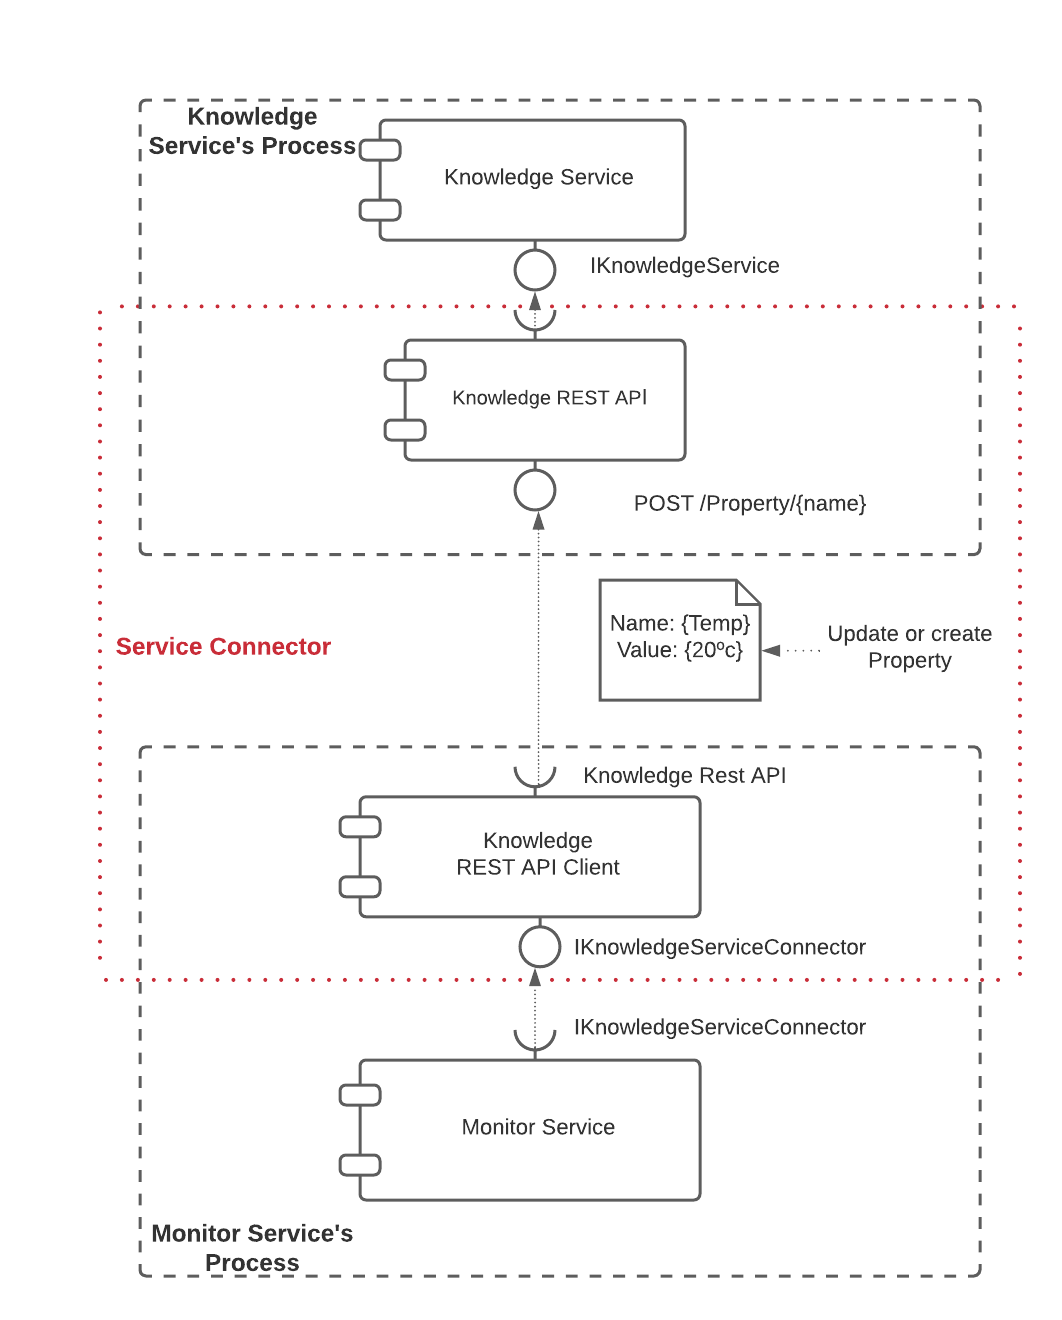 Knowledge
Service's Process
Knowledge Service
IKnowledgeService
Knowledge REST API
POST /Property/{name}
Name: {Temp}
Value: {20ºc}
Update or create
Property
Service Connector
Knowledge Rest API
Knowledge
REST API Client
IKnowledgeServiceConnector
IKnowledgeServiceConnector
Monitor Service
Monitor Service's
Process